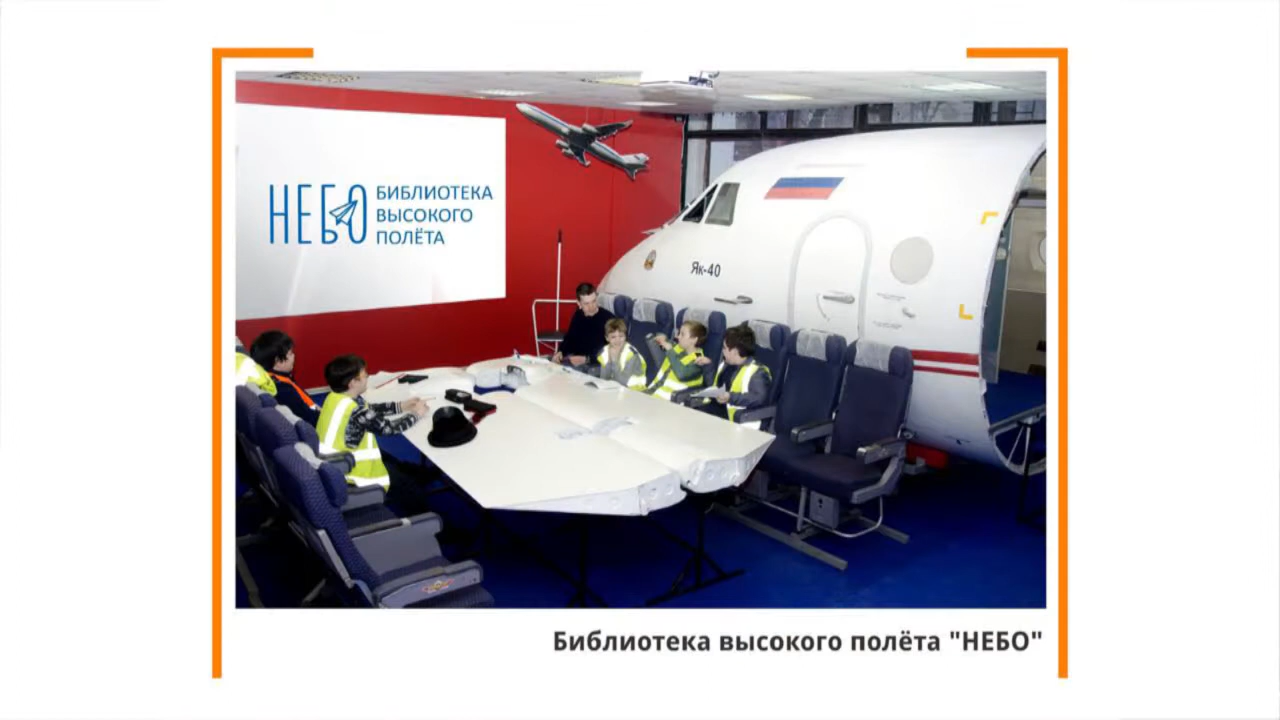 НЕБО
БИБЛИОТЕКА
ВЫСОКОГО
ПОЛЁТА
Як-40
Библиотека высокого полёта "НЕБО"